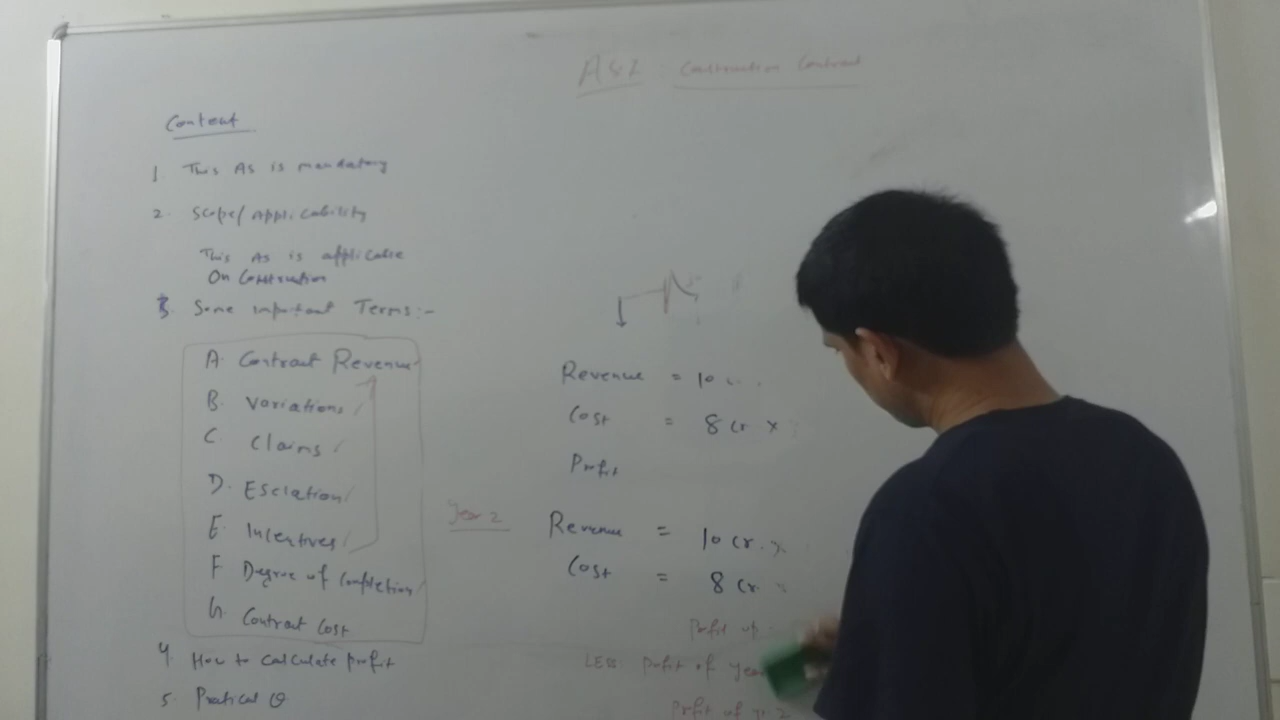 AS 7 Construction Contract
Content
1. This AS is mandatory
2. Scope/Applicability
This AS is applicable
On Construction
3. Some important Terms:-
A. Contract Revenue
B. Variations
C. Claims
D. Esclation
E. Incentives
F. Degree of Completion
G. Contract Cost
4. How to Calculate profit
5. Pratical Q
Revenue = 10
Cost = 8 cr x
Profit
Year 2
Revenue = 10 cr. x
Cost = 8 cr
Profit up
LESS: Profit of Year
Profit of yr 2